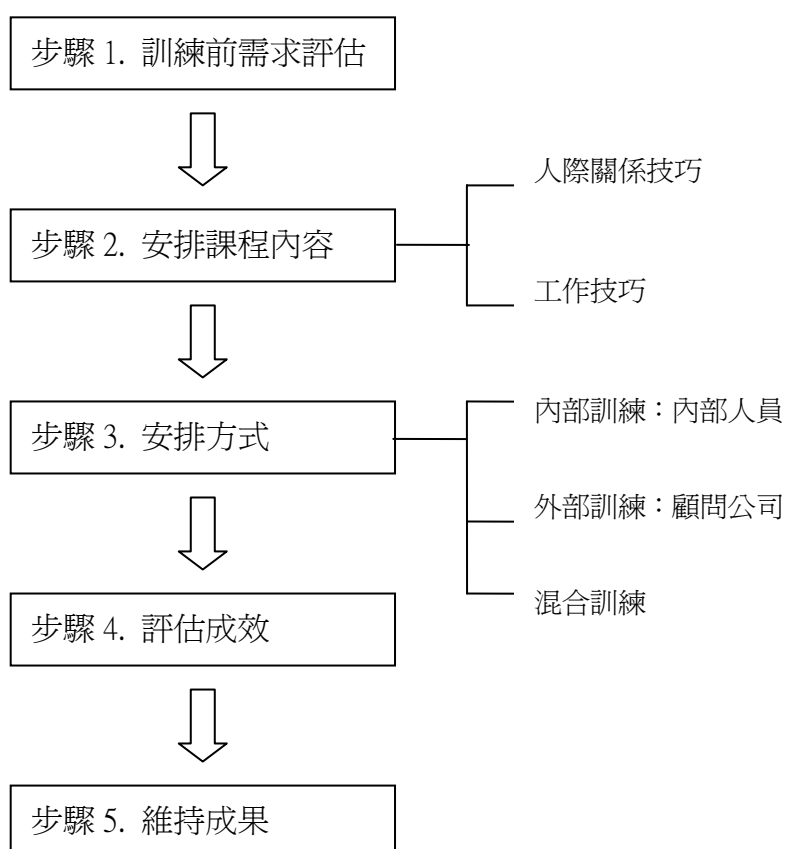 步驟 1. 訓練前需求評估
人際關係技巧
步驟 2. 安排課程內容
工作技巧
內部訓練：內部人員
步驟 3. 安排方式
外部訓練：顧問公司
混合訓練
步驟 4. 評估成效
步驟 5. 維持成果